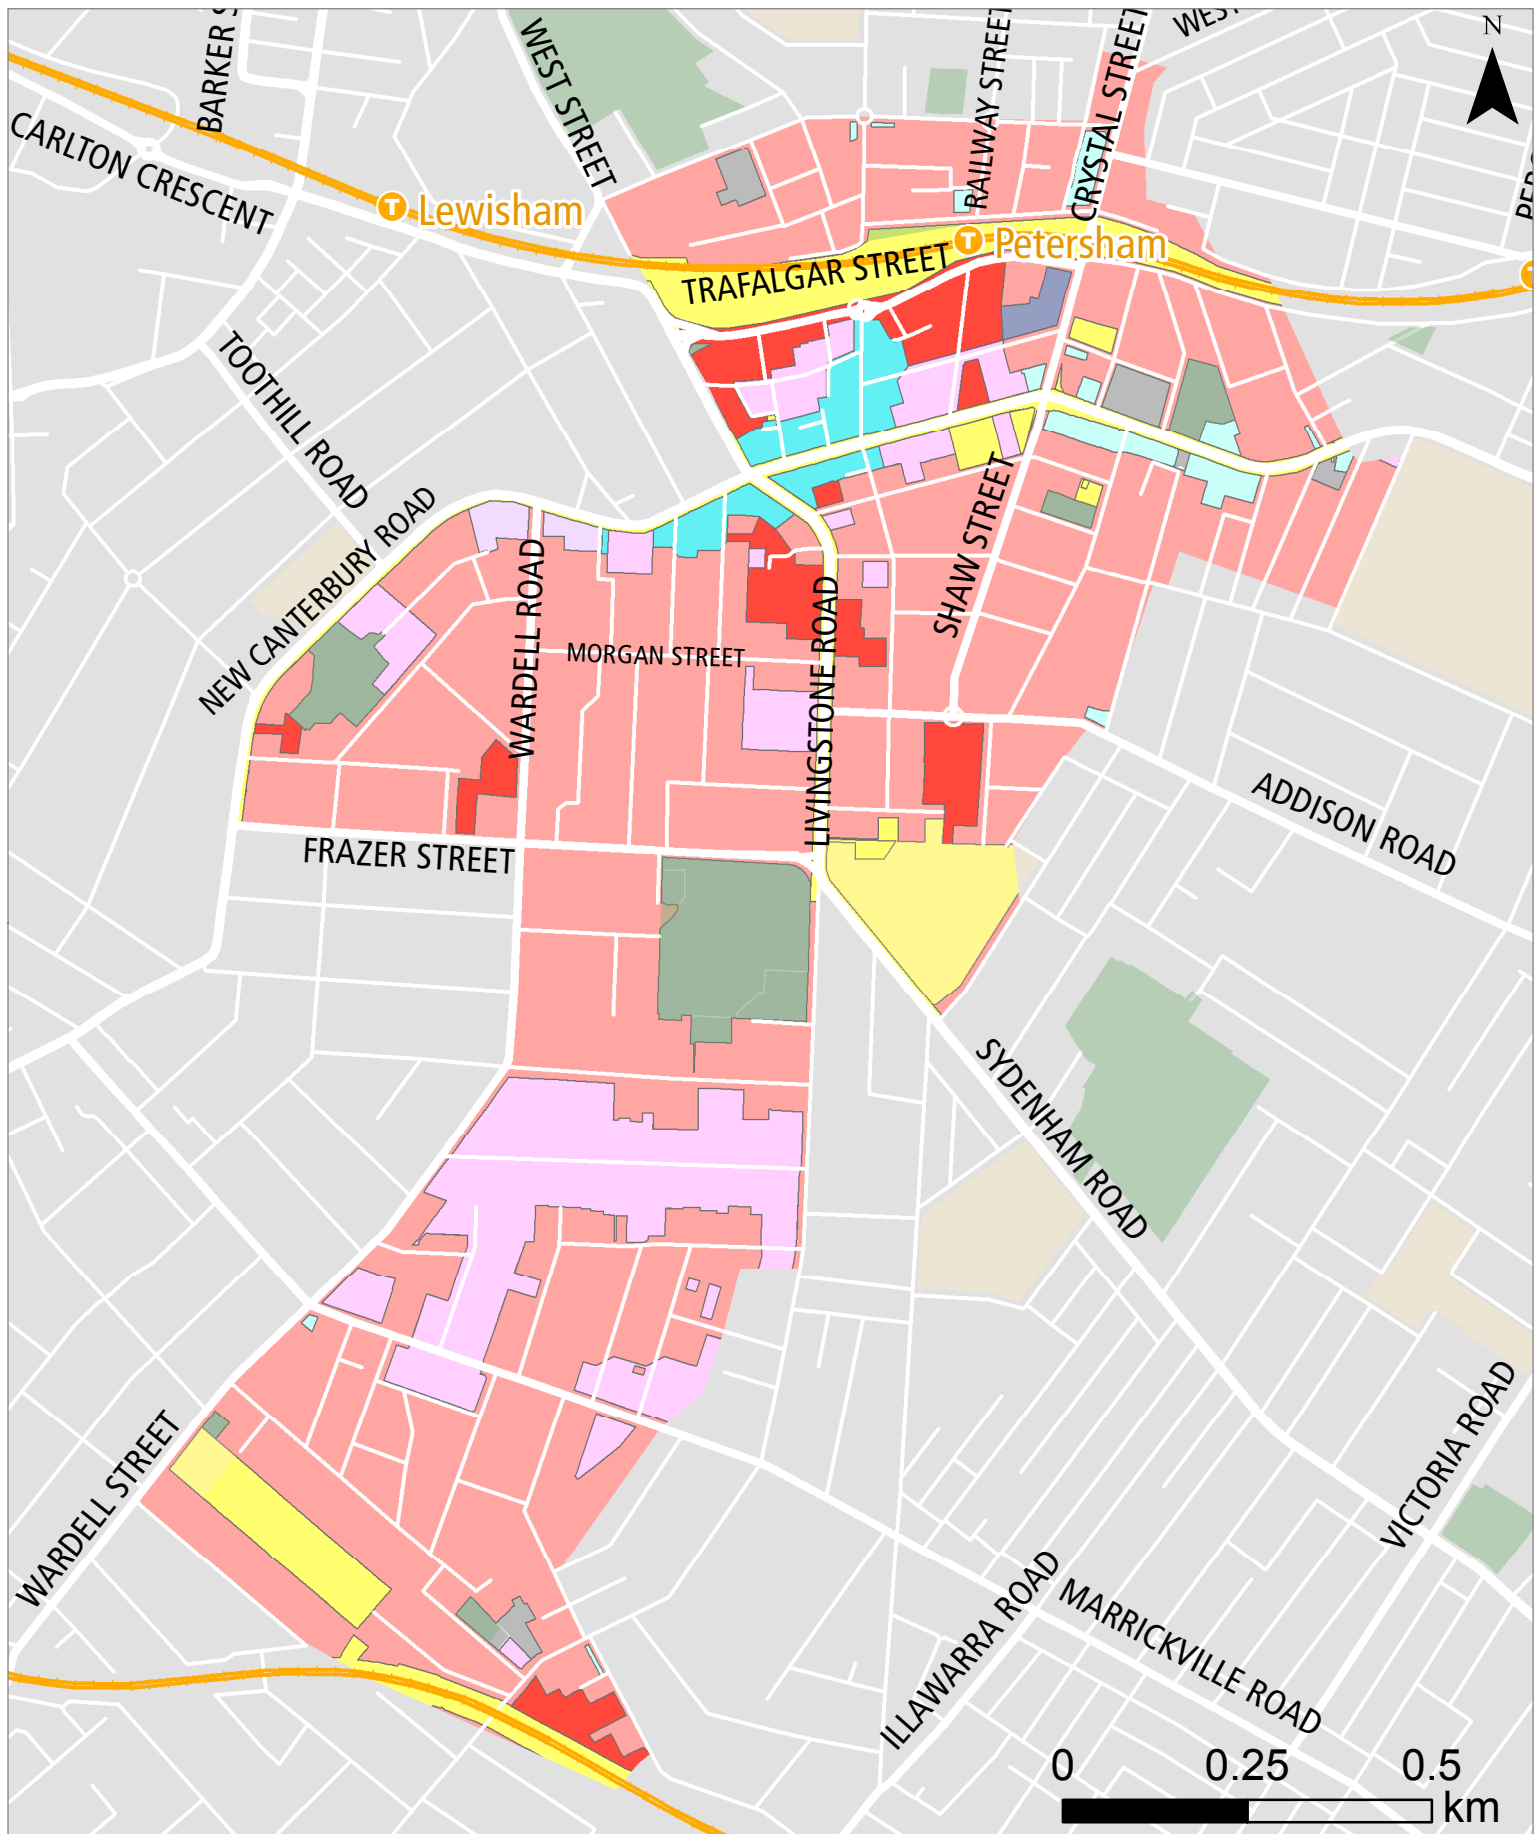 BARKER S
WEST STREET
RAILWAY STREET
CRYSTAL STREET
WEST
N
CARLTON CRESCENT
T Lewisham
T Petersham
TRAFALGAR STREET
TOOTHILL ROAD
NEW CANTERBURY ROAD
WARDELL ROAD
MORGAN STREET
LIVINGSTONE ROAD
SHAW STREET
FRAZER STREET
ADDISON ROAD
SYDENHAM ROAD
WARDELL STREET
VICTORIA ROAD
ILLAWARRA ROAD
MARRICKVILLE ROAD
0 0.25 0.5
km